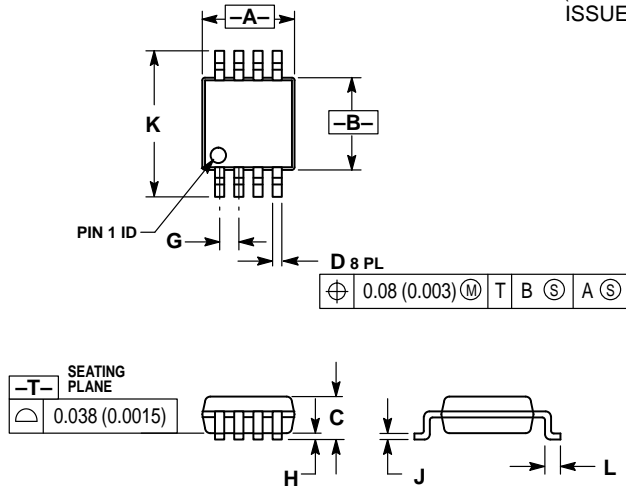 ISSUE
–A–
K
–B–
PIN 1 ID
G
D 8 PL
⌖ 0.08 (0.003) Ⓜ T B Ⓢ A Ⓢ
–T– SEATING
PLANE
⌓ 0.038 (0.0015)
C
H
J
L